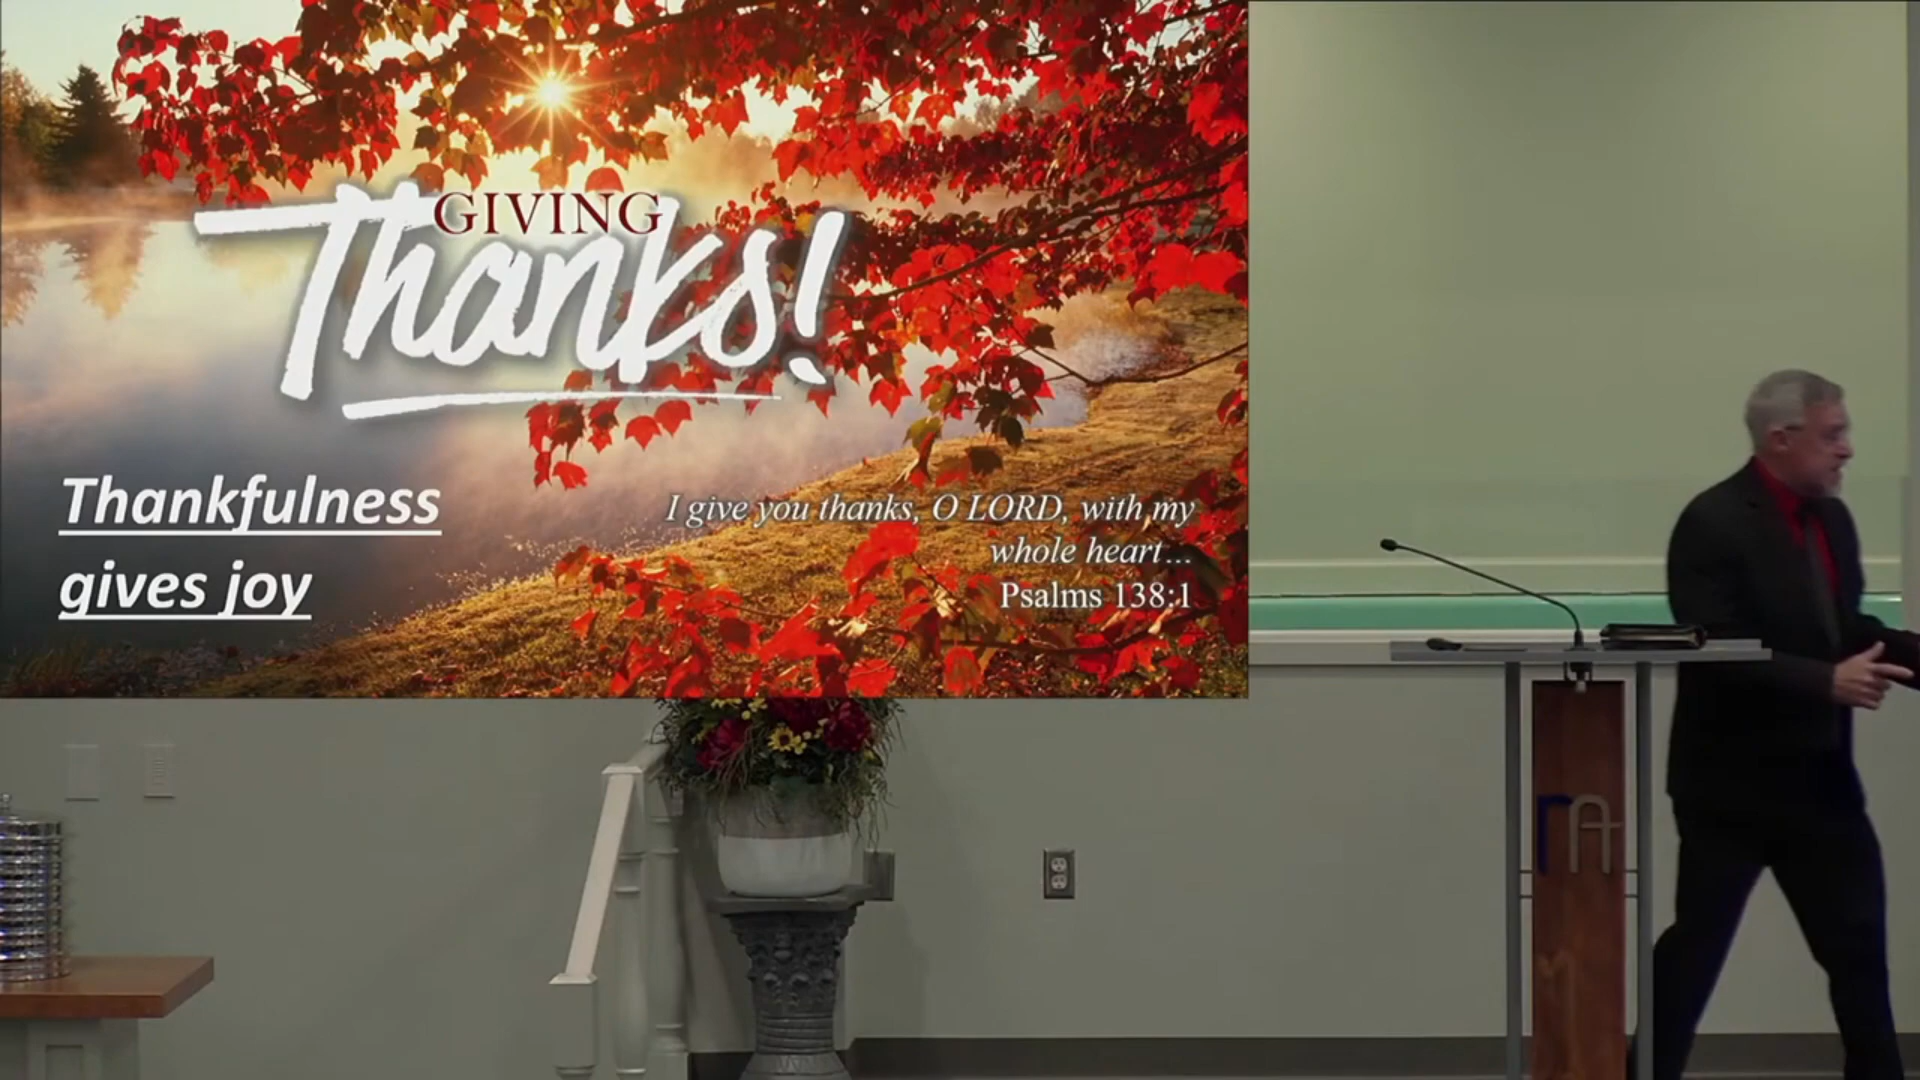 GIVING
Thanks!
Thankfulness
gives joy
I give you thanks, O LORD, with my
whole heart...
Psalms 138:1